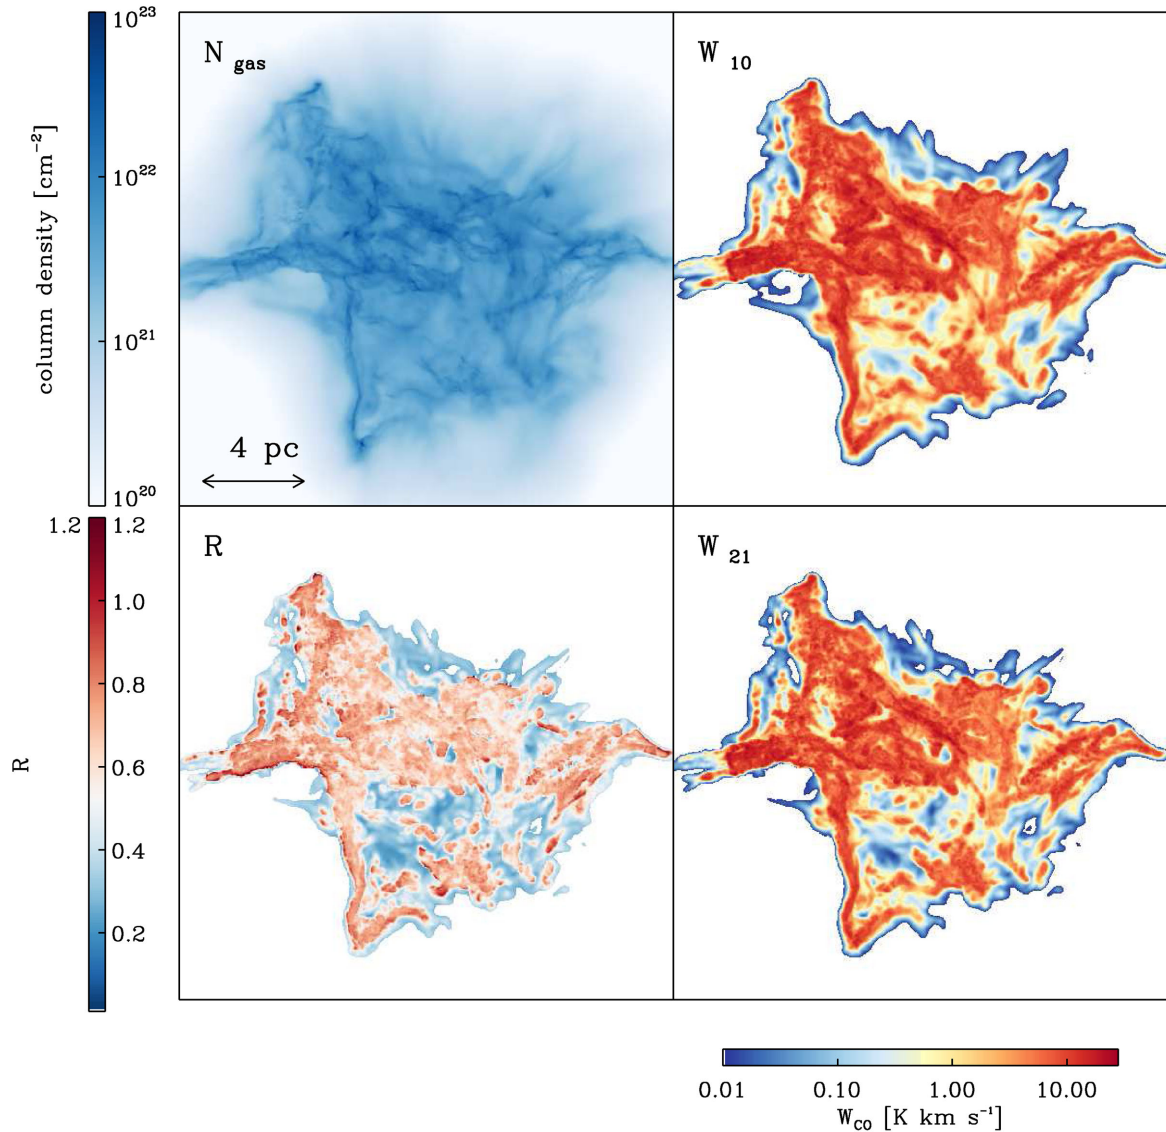 10²³
10²²
10²¹
10²⁰
column density [cm⁻²]
N gas
4 pc
W 10
1.2
1.2
1.0
0.8
0.6
0.4
0.2
R
R
W 21
0.01
0.10
1.00
10.00
W_CO [K km s⁻¹]